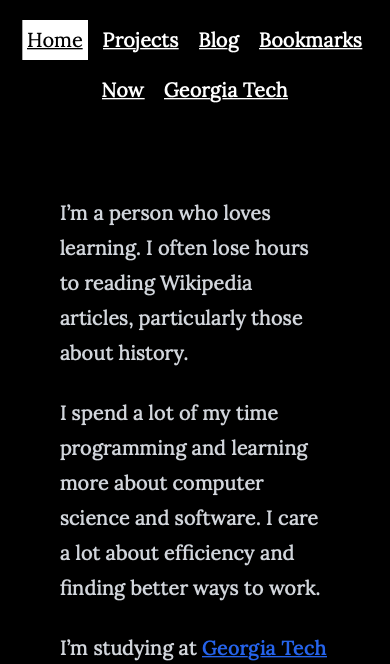 Home Projects Blog Bookmarks
Now Georgia Tech
I’m a person who loves
learning. I often lose hours
to reading Wikipedia
articles, particularly those
about history.
I spend a lot of my time
programming and learning
more about computer
science and software. I care
a lot about efficiency and
finding better ways to work.
I’m studying at Georgia Tech